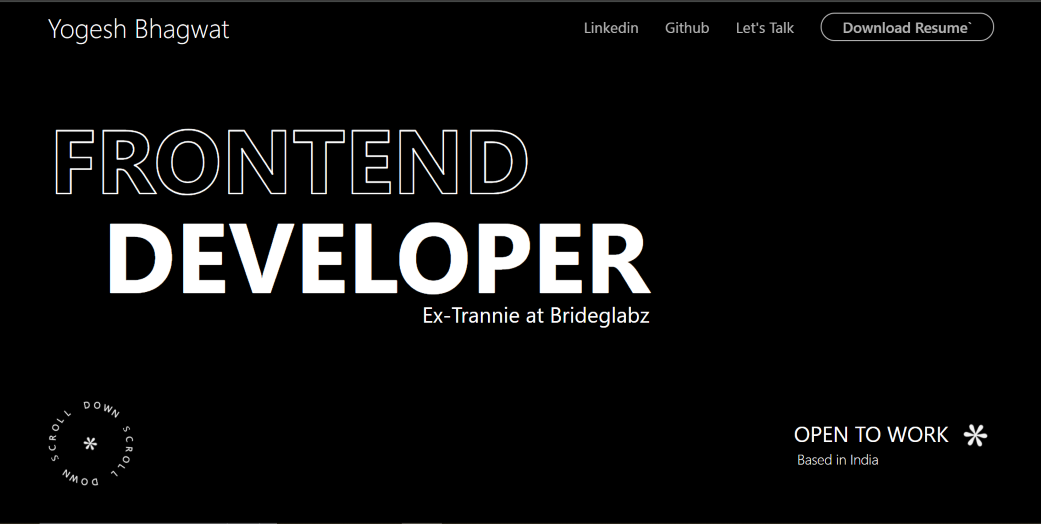 Yogesh Bhagwat
Linkedin Github Let's Talk Download Resume`
FRONTEND
DEVELOPER
Ex-Trannie at Brideglabz
SCROLL DOWN SCROLL DOWN
OPEN TO WORK
Based in India